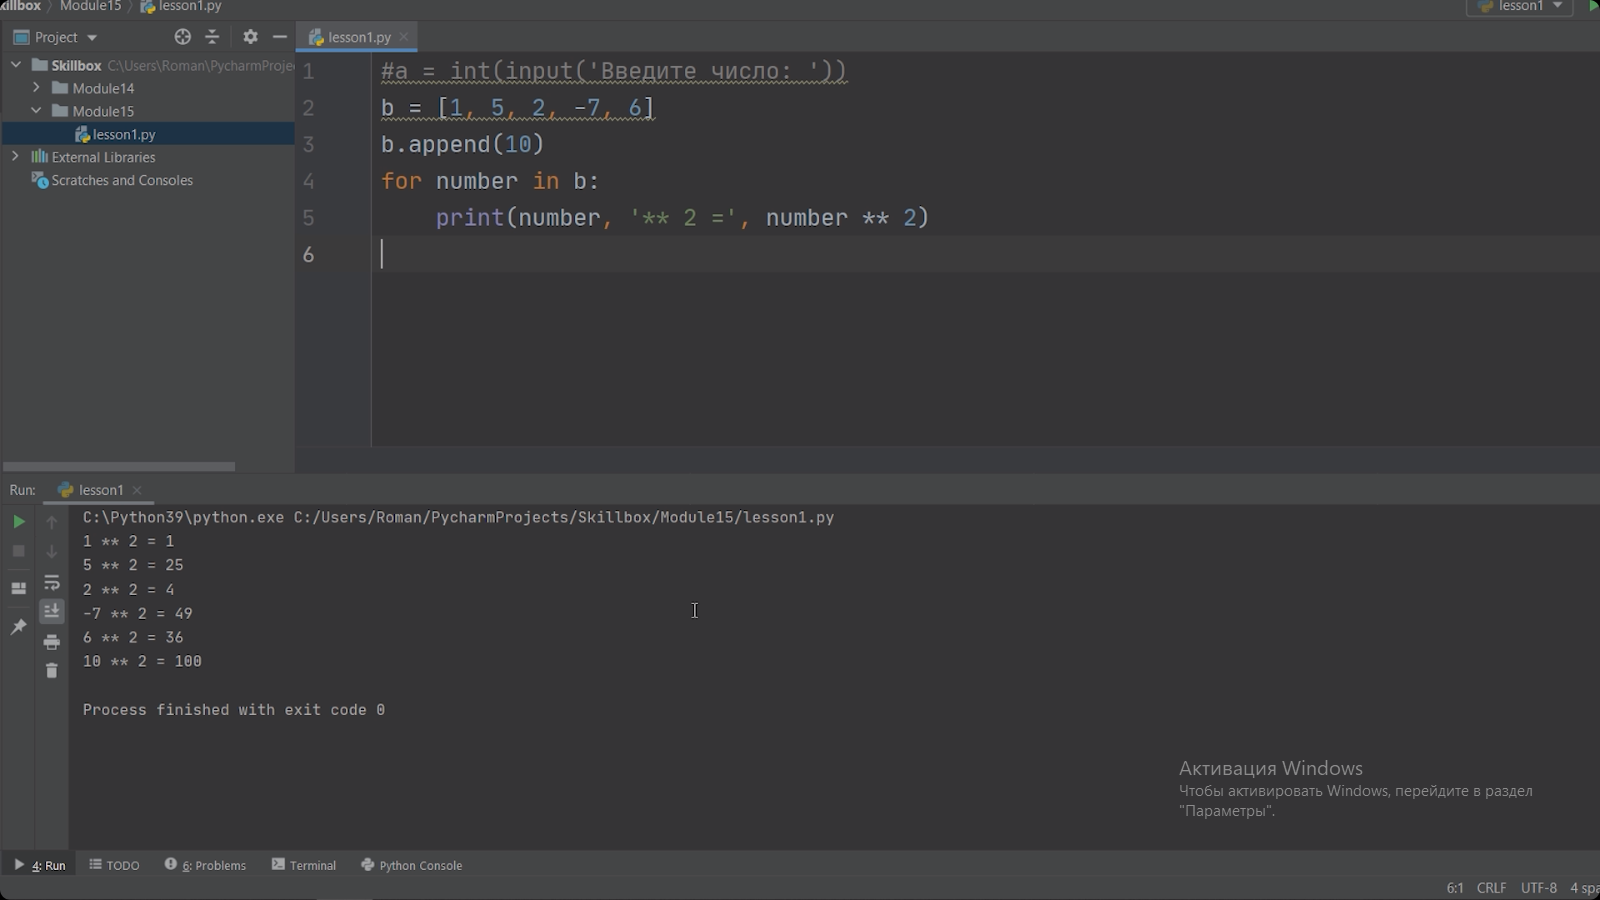 Module15 lesson1.py lesson1
Project lesson1.py
Skillbox C:\Users\Roman\PycharmProje
Module14
Module15
lesson1.py
External Libraries
Scratches and Consoles
1 #a = int(input('Введите число: '))
2 b = [1, 5, 2, -7, 6]
3 b.append(10)
4 for number in b:
5 print(number, '** 2 =', number ** 2)
6
Run: lesson1
C:\Python39\python.exe C:/Users/Roman/PycharmProjects/Skillbox/Module15/lesson1.py
1 ** 2 = 1
5 ** 2 = 25
2 ** 2 = 4
-7 ** 2 = 49
6 ** 2 = 36
10 ** 2 = 100
Process finished with exit code 0
Активация Windows
Чтобы активировать Windows, перейдите в раздел
"Параметры".
4: Run TODO 6: Problems Terminal Python Console
6:1 CRLF UTF-8 4 spa